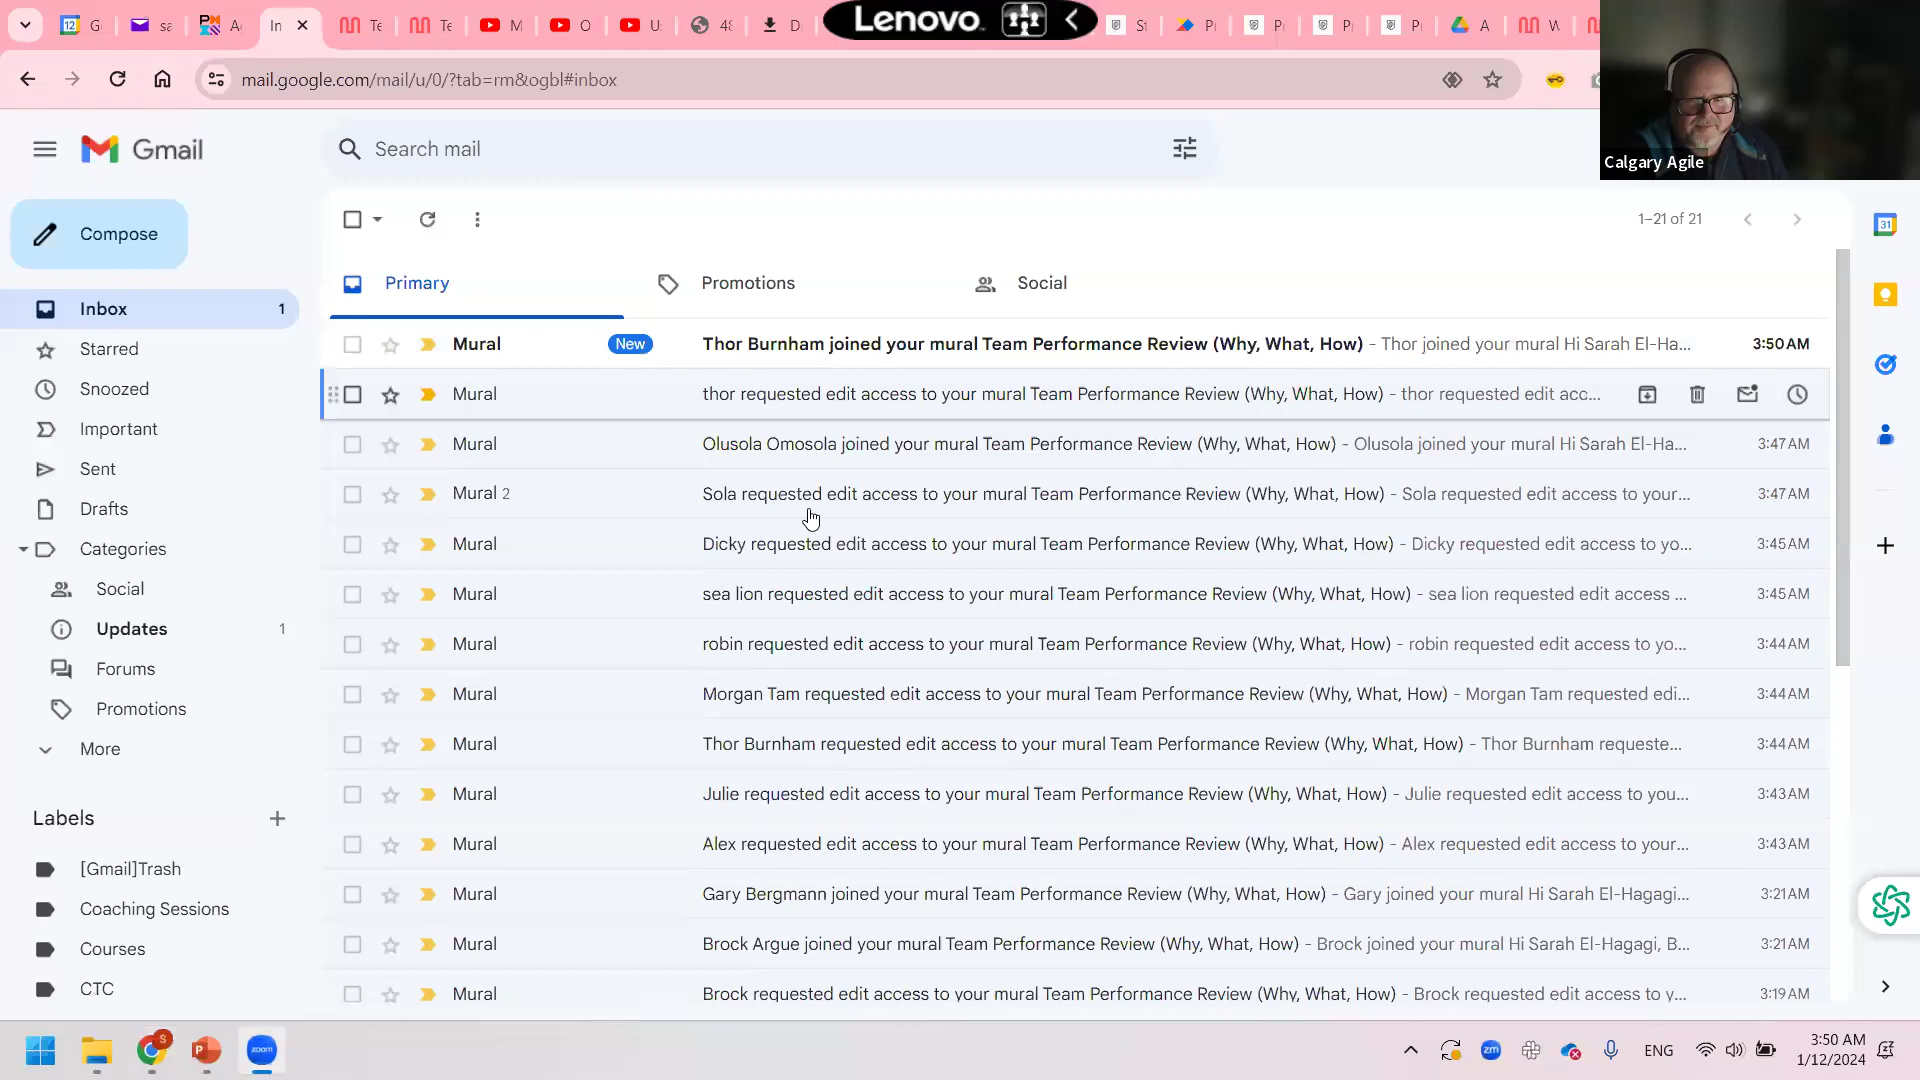 G
sa
A
In
Te
Te
M
O
U
48
D
Lenovo
St
P
P
P
P
A
W
mail.google.com/mail/u/0/?tab=rm&ogbl#inbox
Calgary Agile
Gmail
Search mail
Compose
1–21 of 21
31
Primary
Promotions
Social
Inbox 1
Starred
Snoozed
Important
Sent
Drafts
Categories
Social
Updates 1
Forums
Promotions
More
Labels
[Gmail]Trash
Coaching Sessions
Courses
CTC
Mural New Thor Burnham joined your mural Team Performance Review (Why, What, How) - Thor joined your mural Hi Sarah El-Ha... 3:50 AM
Mural thor requested edit access to your mural Team Performance Review (Why, What, How) - thor requested edit acc...
Mural Olusola Omosola joined your mural Team Performance Review (Why, What, How) - Olusola joined your mural Hi Sarah El-Ha... 3:47 AM
Mural 2 Sola requested edit access to your mural Team Performance Review (Why, What, How) - Sola requested edit access to your... 3:47 AM
Mural Dicky requested edit access to your mural Team Performance Review (Why, What, How) - Dicky requested edit access to yo... 3:45 AM
Mural sea lion requested edit access to your mural Team Performance Review (Why, What, How) - sea lion requested edit access ... 3:45 AM
Mural robin requested edit access to your mural Team Performance Review (Why, What, How) - robin requested edit access to yo... 3:44 AM
Mural Morgan Tam requested edit access to your mural Team Performance Review (Why, What, How) - Morgan Tam requested edi... 3:44 AM
Mural Thor Burnham requested edit access to your mural Team Performance Review (Why, What, How) - Thor Burnham requeste... 3:44 AM
Mural Julie requested edit access to your mural Team Performance Review (Why, What, How) - Julie requested edit access to you... 3:43 AM
Mural Alex requested edit access to your mural Team Performance Review (Why, What, How) - Alex requested edit access to your... 3:43 AM
Mural Gary Bergmann joined your mural Team Performance Review (Why, What, How) - Gary joined your mural Hi Sarah El-Hagagi... 3:21 AM
Mural Brock Argue joined your mural Team Performance Review (Why, What, How) - Brock joined your mural Hi Sarah El-Hagagi, B... 3:21 AM
Mural Brock requested edit access to your mural Team Performance Review (Why, What, How) - Brock requested edit access to y... 3:19 AM
S
P
zoom
zm
ENG
3:50 AM
1/12/2024